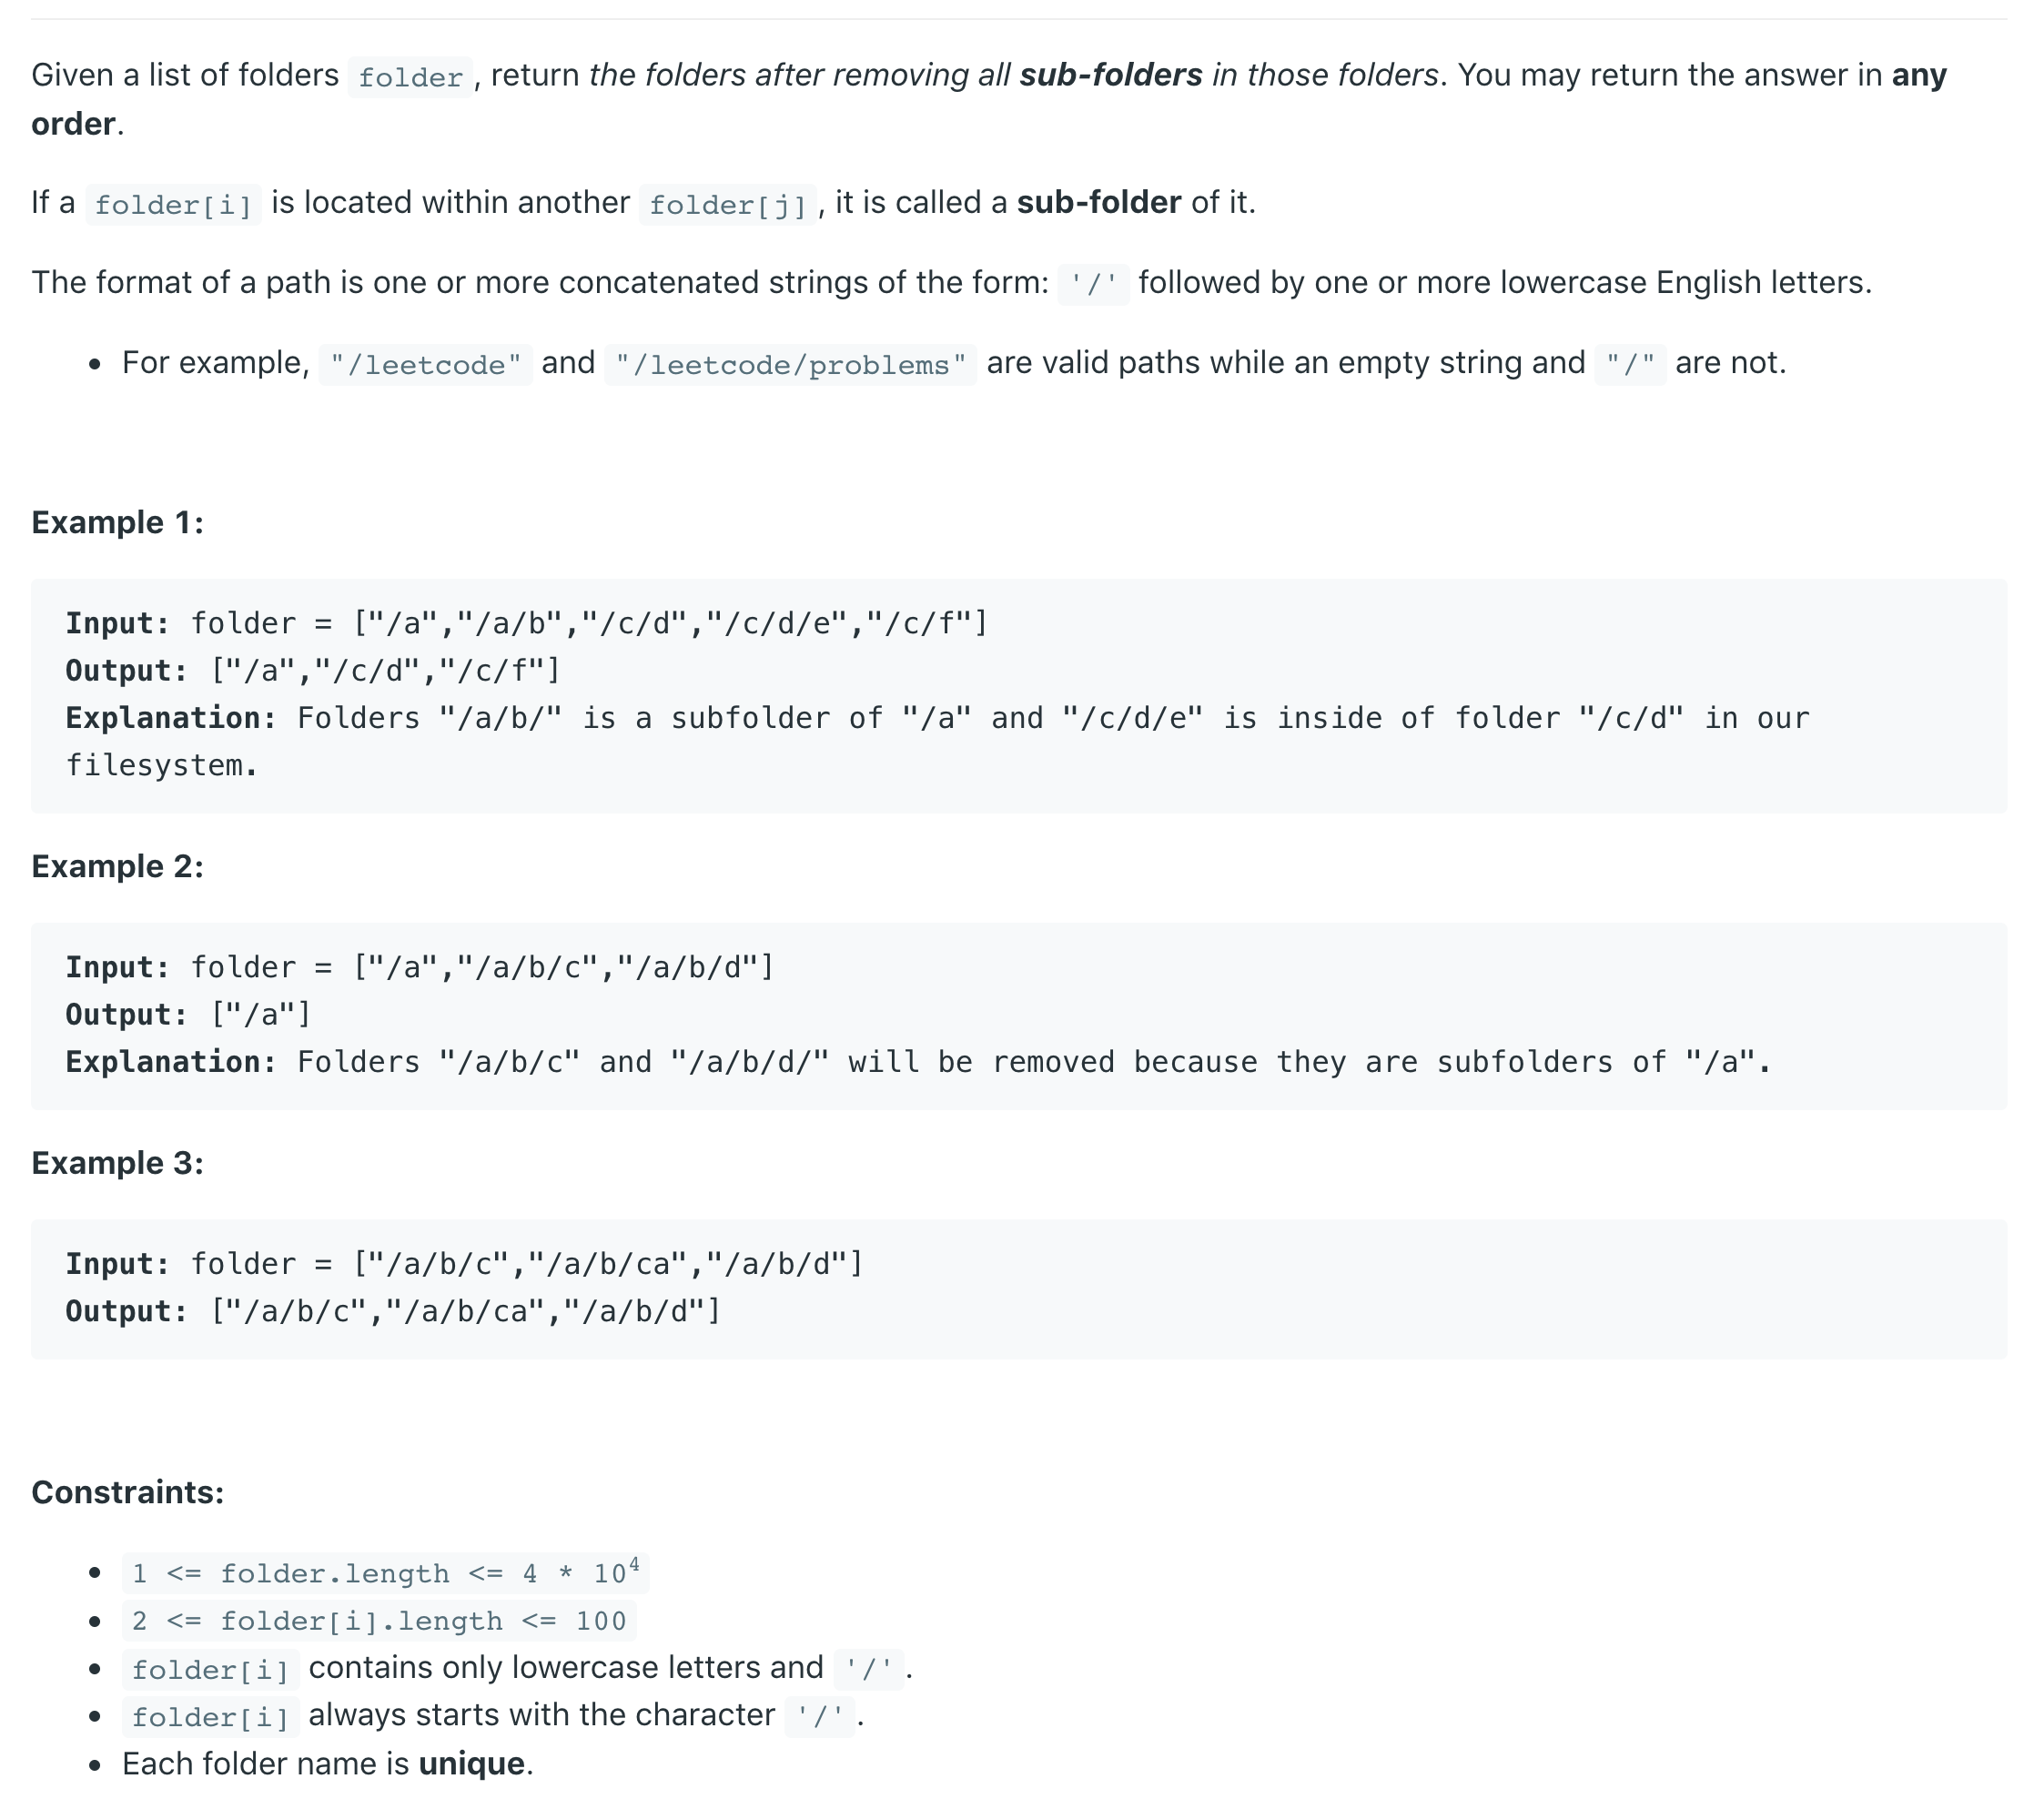 Given a list of folders folder, return the folders after removing all sub-folders in those folders. You may return the answer in any
order.
If a folder[i] is located within another folder[j], it is called a sub-folder of it.
The format of a path is one or more concatenated strings of the form: '/' followed by one or more lowercase English letters.
• For example, "/leetcode" and "/leetcode/problems" are valid paths while an empty string and "/" are not.
Example 1:
Input: folder = ["/a","/a/b","/c/d","/c/d/e","/c/f"]
Output: ["/a","/c/d","/c/f"]
Explanation: Folders "/a/b/" is a subfolder of "/a" and "/c/d/e" is inside of folder "/c/d" in our
filesystem.
Example 2:
Input: folder = ["/a","/a/b/c","/a/b/d"]
Output: ["/a"]
Explanation: Folders "/a/b/c" and "/a/b/d/" will be removed because they are subfolders of "/a".
Example 3:
Input: folder = ["/a/b/c","/a/b/ca","/a/b/d"]
Output: ["/a/b/c","/a/b/ca","/a/b/d"]
Constraints:
• 1 <= folder.length <= 4 * 10⁴
• 2 <= folder[i].length <= 100
• folder[i] contains only lowercase letters and '/'.
• folder[i] always starts with the character '/'.
• Each folder name is unique.